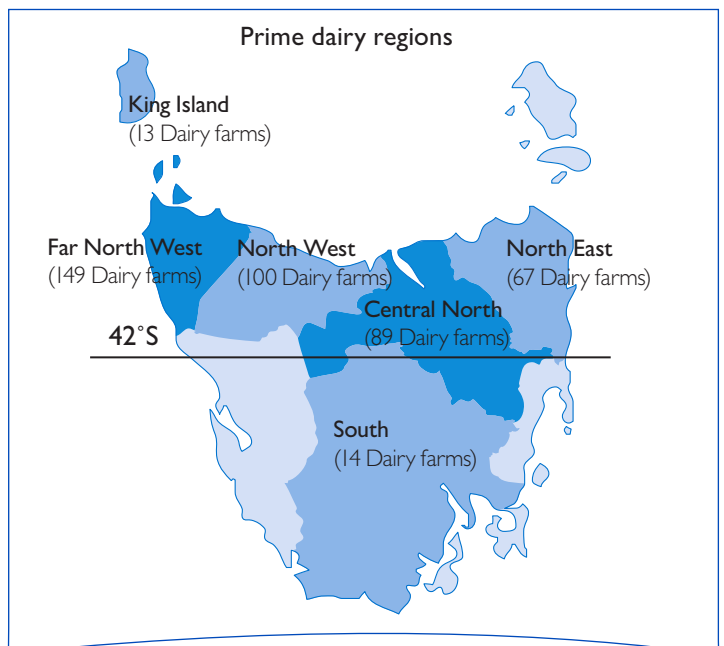 Prime dairy regions
King Island
(13 Dairy farms)
Far North West
(149 Dairy farms)
North West
(100 Dairy farms)
North East
(67 Dairy farms)
Central North
(89 Dairy farms)
42°S
South
(14 Dairy farms)